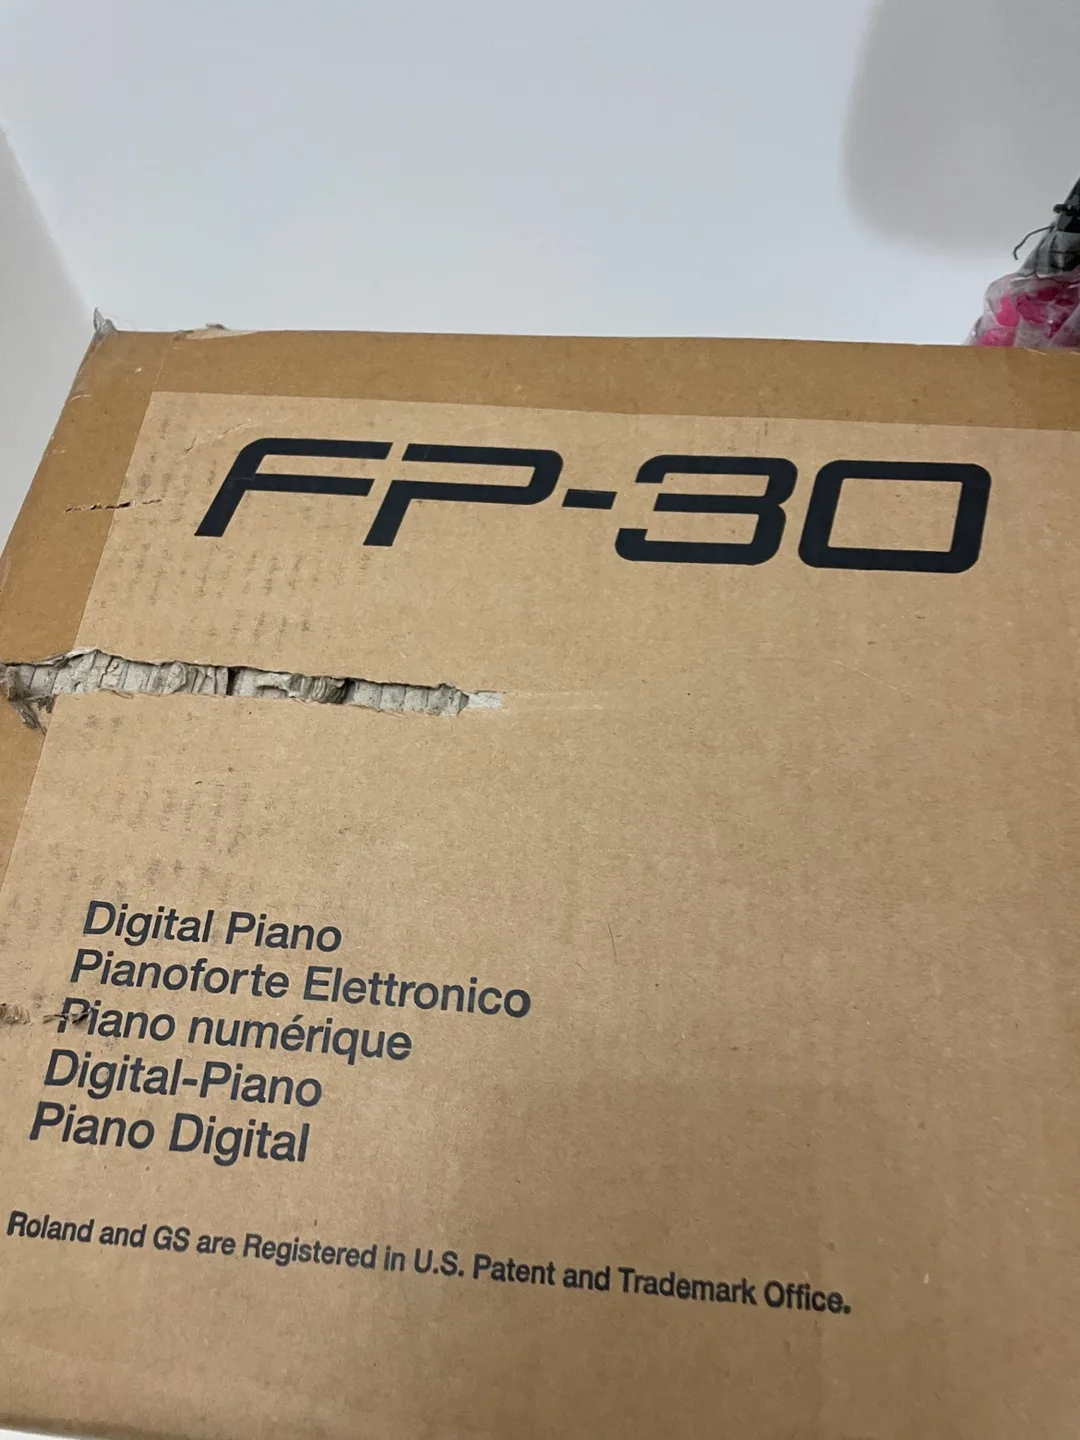 FP-30
Digital Piano
Pianoforte Elettronico
Piano numérique
Digital-Piano
Piano Digital
Roland and GS are Registered in U.S. Patent and Trademark Office.